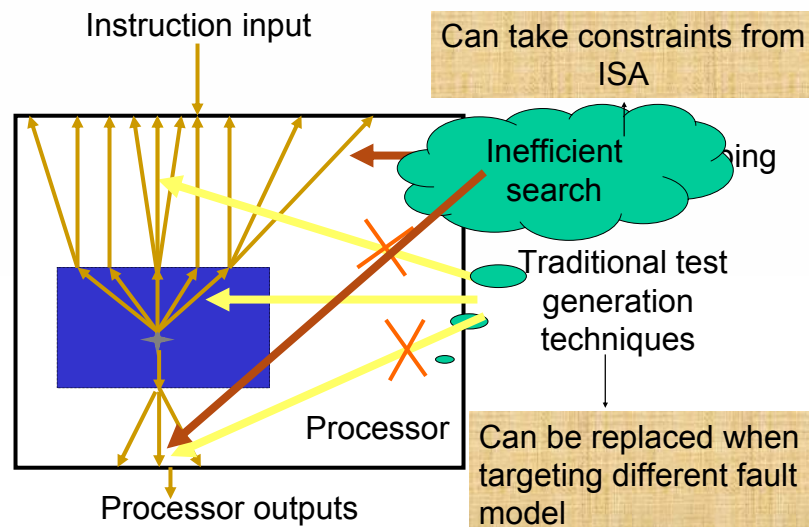 Instruction input
Can take constraints from
ISA
Inefficient
search
Traditional test
generation
techniques
Processor
Can be replaced when
targeting different fault
model
Processor outputs